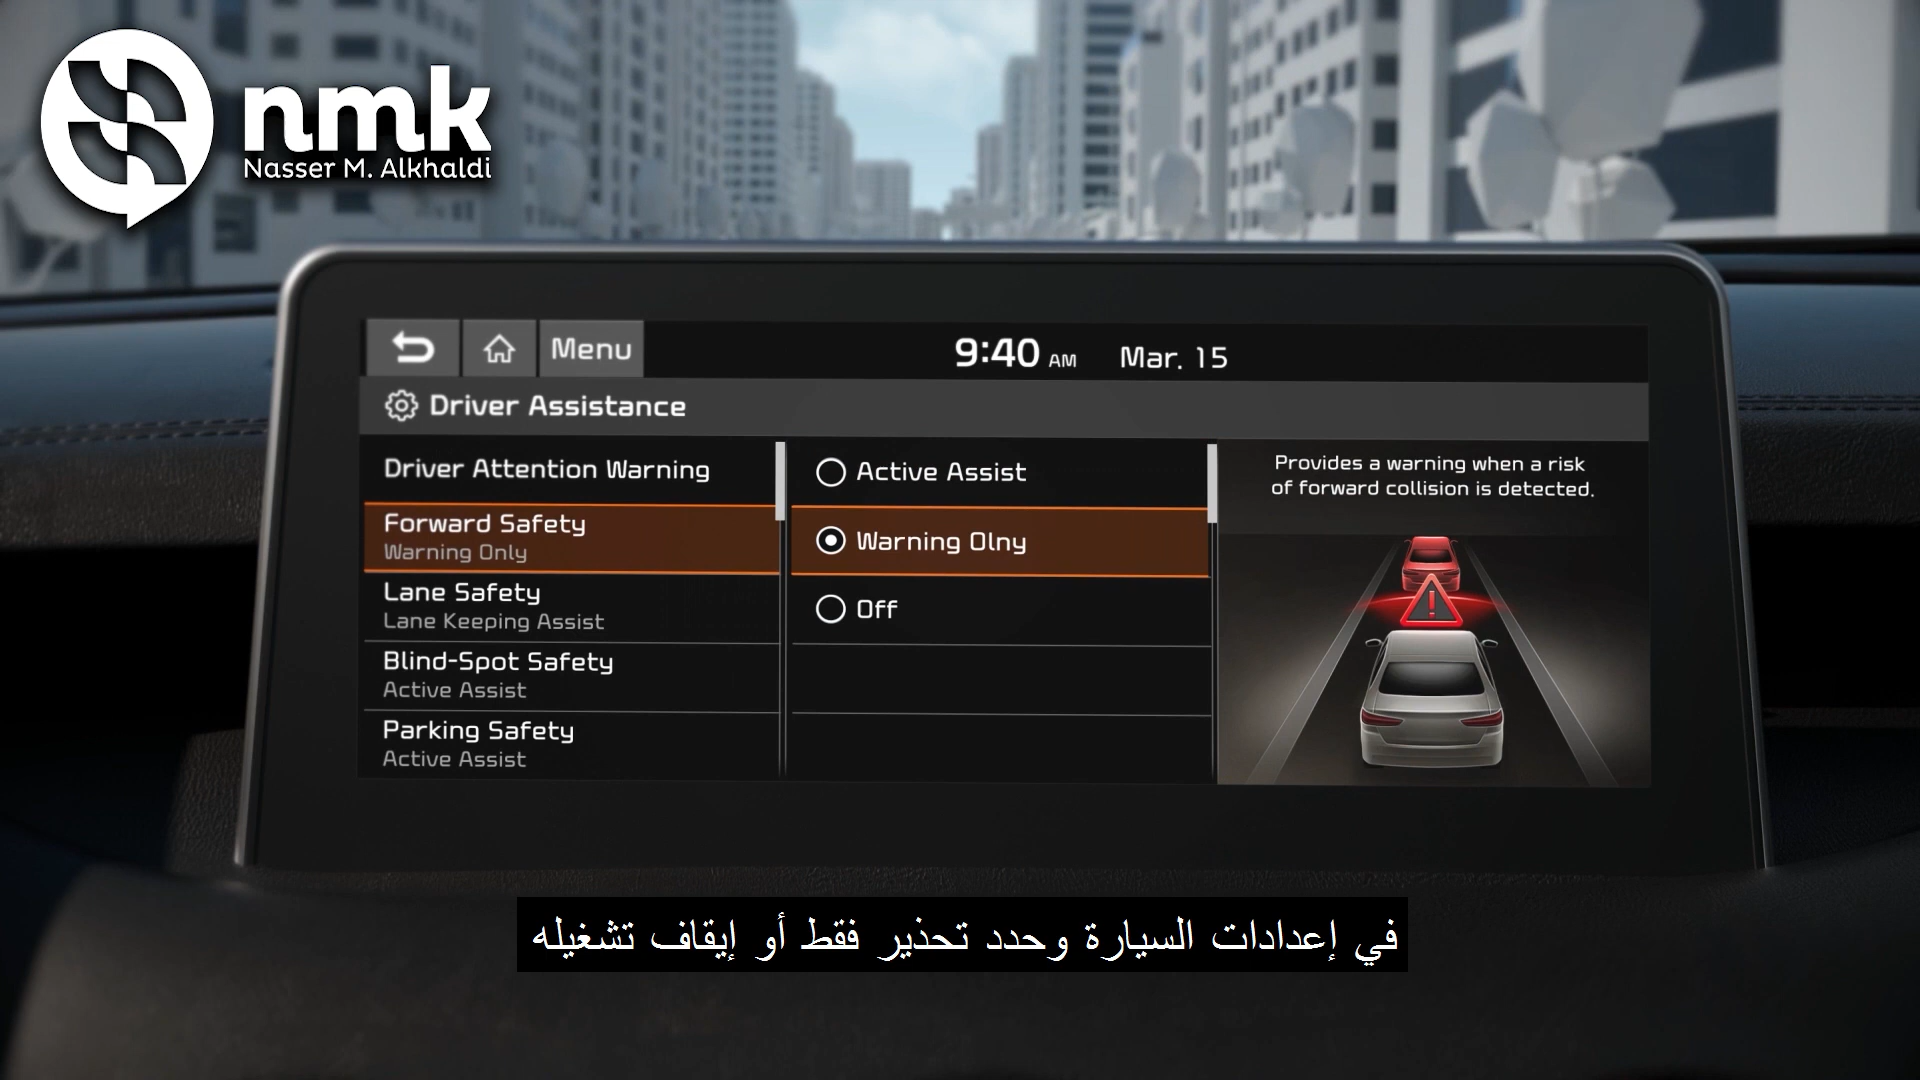 nmk
Nasser M. Alkhaldi
Menu
9:40 AM Mar. 15
Driver Assistance
Driver Attention Warning
Forward Safety
Warning Only
Lane Safety
Lane Keeping Assist
Blind-Spot Safety
Active Assist
Parking Safety
Active Assist
Active Assist
Warning Olny
Off
Provides a warning when a risk
of forward collision is detected.
في إعدادات السيارة وحدد تحذير فقط أو إيقاف تشغيله